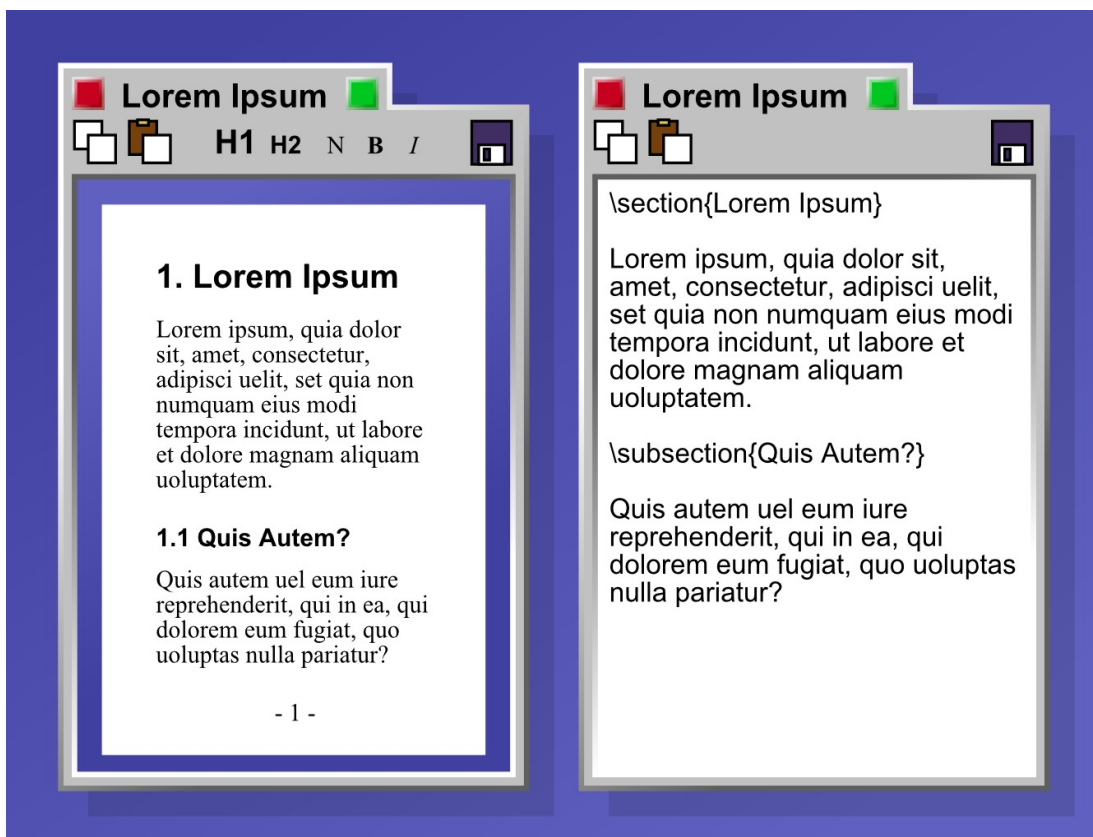 Lorem Ipsum
H1 H2 N B I
1. Lorem Ipsum
Lorem ipsum, quia dolor
sit, amet, consectetur,
adipisci uelit, set quia non
numquam eius modi
tempora incidunt, ut labore
et dolore magnam aliquam
uoluptatem.
1.1 Quis Autem?
Quis autem uel eum iure
reprehenderit, qui in ea, qui
dolorem eum fugiat, quo
uoluptas nulla pariatur?
- 1 -
Lorem Ipsum
\section{Lorem Ipsum}
Lorem ipsum, quia dolor sit,
amet, consectetur, adipisci uelit,
set quia non numquam eius modi
tempora incidunt, ut labore et
dolore magnam aliquam
uoluptatem.
\subsection{Quis Autem?}
Quis autem uel eum iure
reprehenderit, qui in ea, qui
dolorem eum fugiat, quo uoluptas
nulla pariatur?